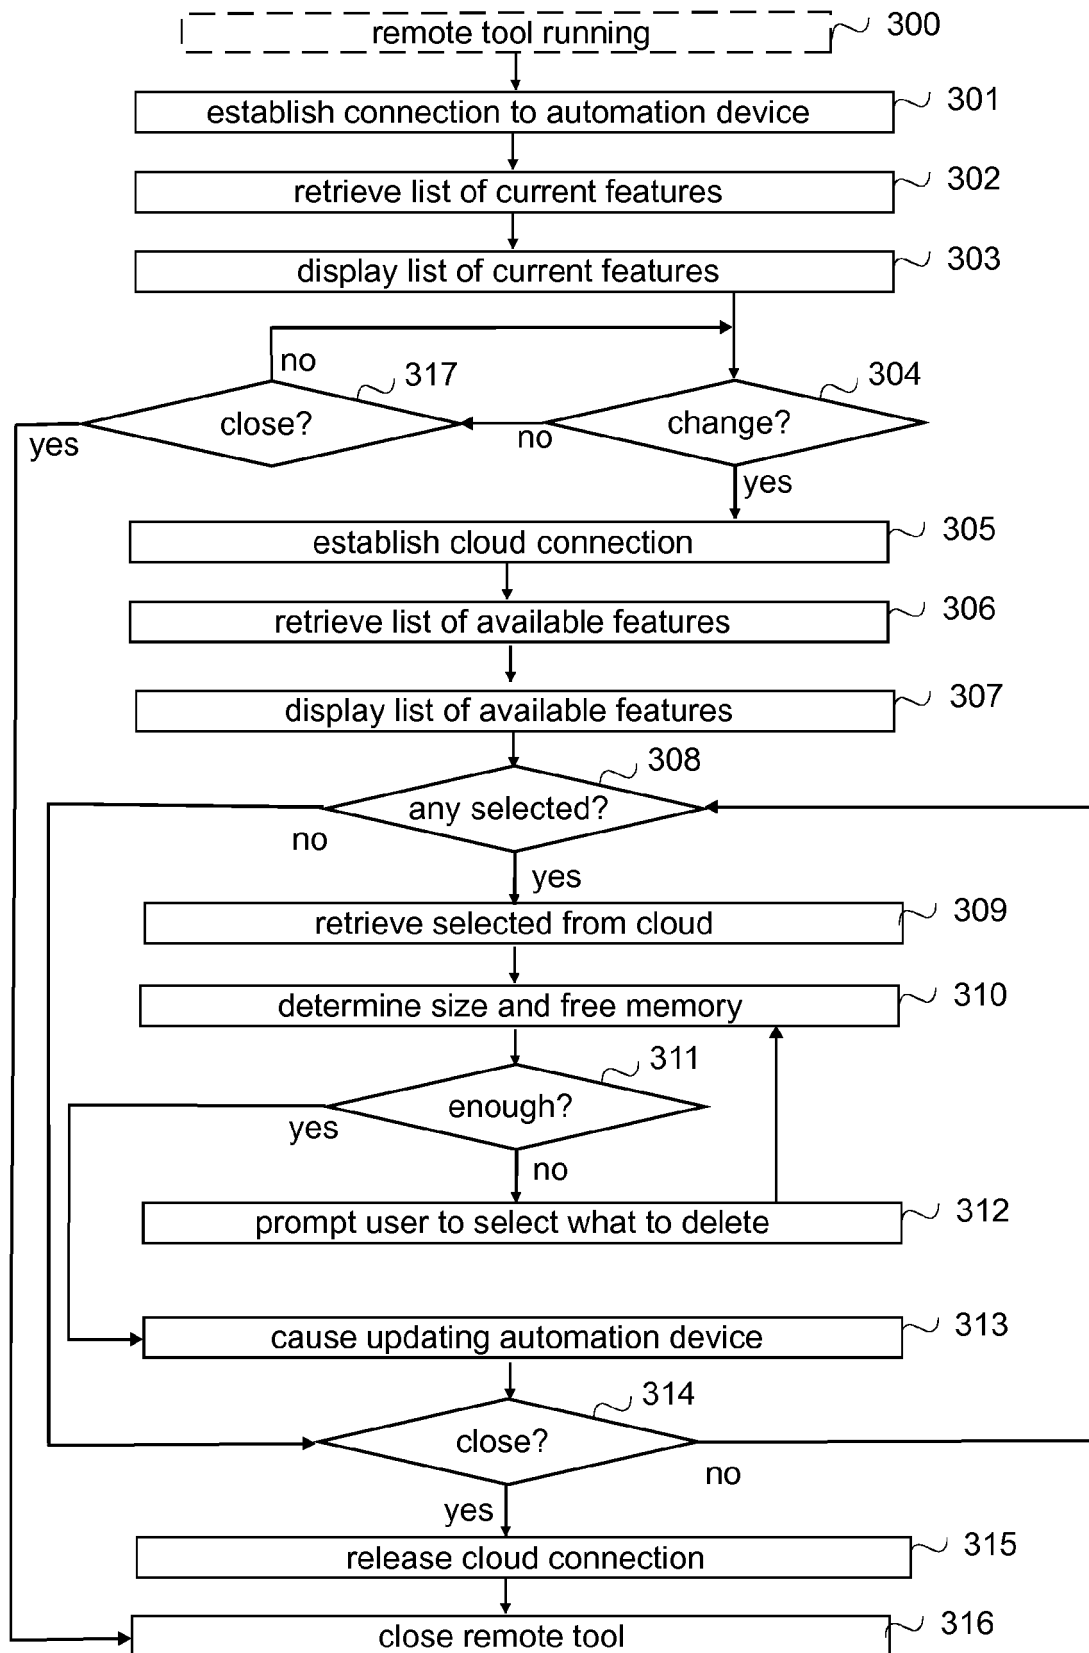 remote tool running 300
establish connection to automation device 301
retrieve list of current features 302
display list of current features 303
no
317
304
close?
change?
yes
no
yes
establish cloud connection 305
retrieve list of available features 306
display list of available features 307
308
any selected?
no
yes
retrieve selected from cloud 309
determine size and free memory 310
311
enough?
yes
no
prompt user to select what to delete 312
cause updating automation device 313
314
close?
no
yes
release cloud connection 315
close remote tool 316